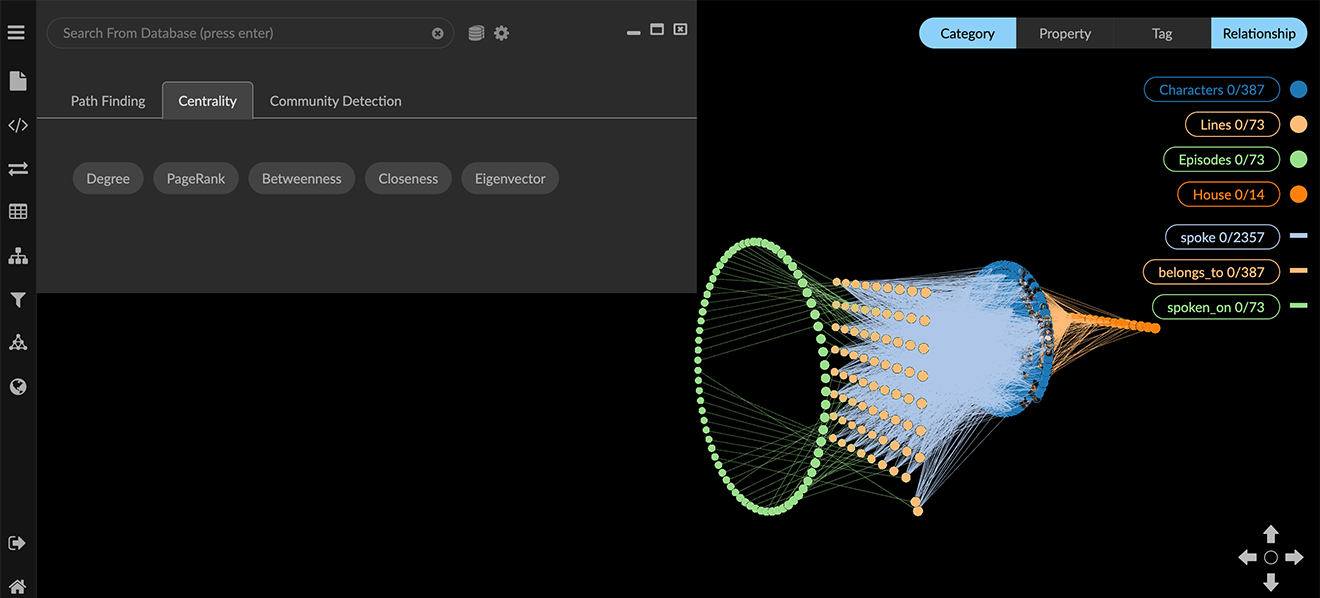 Search From Database (press enter)
Path Finding Centrality Community Detection
Degree PageRank Betweenness Closeness Eigenvector
Category Property Tag Relationship
Characters 0/387
Lines 0/73
Episodes 0/73
House 0/14
spoke 0/2357
belongs_to 0/387
spoken_on 0/73